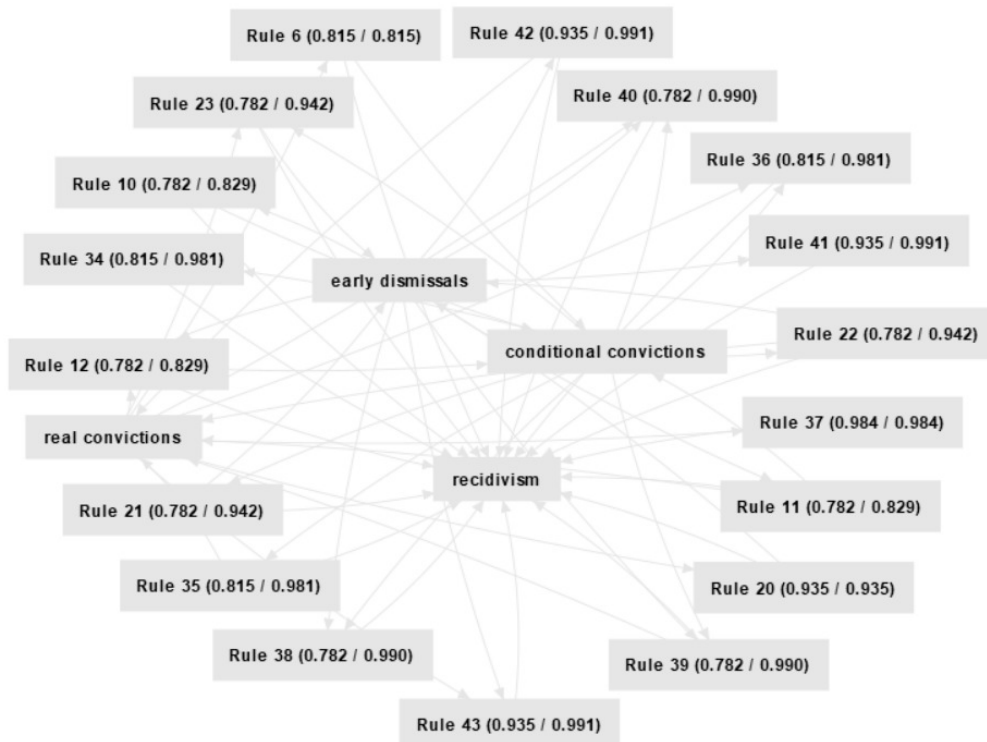 Rule 6 (0.815 / 0.815)
Rule 42 (0.935 / 0.991)
Rule 23 (0.782 / 0.942)
Rule 40 (0.782 / 0.990)
Rule 36 (0.815 / 0.981)
Rule 10 (0.782 / 0.829)
Rule 41 (0.935 / 0.991)
Rule 34 (0.815 / 0.981)
early dismissals
Rule 22 (0.782 / 0.942)
conditional convictions
Rule 12 (0.782 / 0.829)
Rule 37 (0.984 / 0.984)
real convictions
recidivism
Rule 11 (0.782 / 0.829)
Rule 21 (0.782 / 0.942)
Rule 35 (0.815 / 0.981)
Rule 20 (0.935 / 0.935)
Rule 38 (0.782 / 0.990)
Rule 39 (0.782 / 0.990)
Rule 43 (0.935 / 0.991)